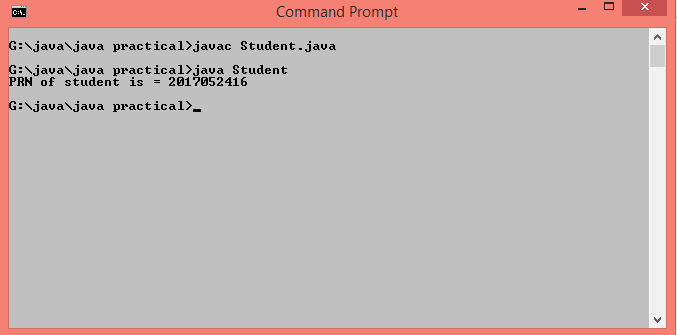 Command Prompt
G:\java\java practical>javac Student.java
G:\java\java practical>java Student
PRN of student is = 2017052416
G:\java\java practical>_